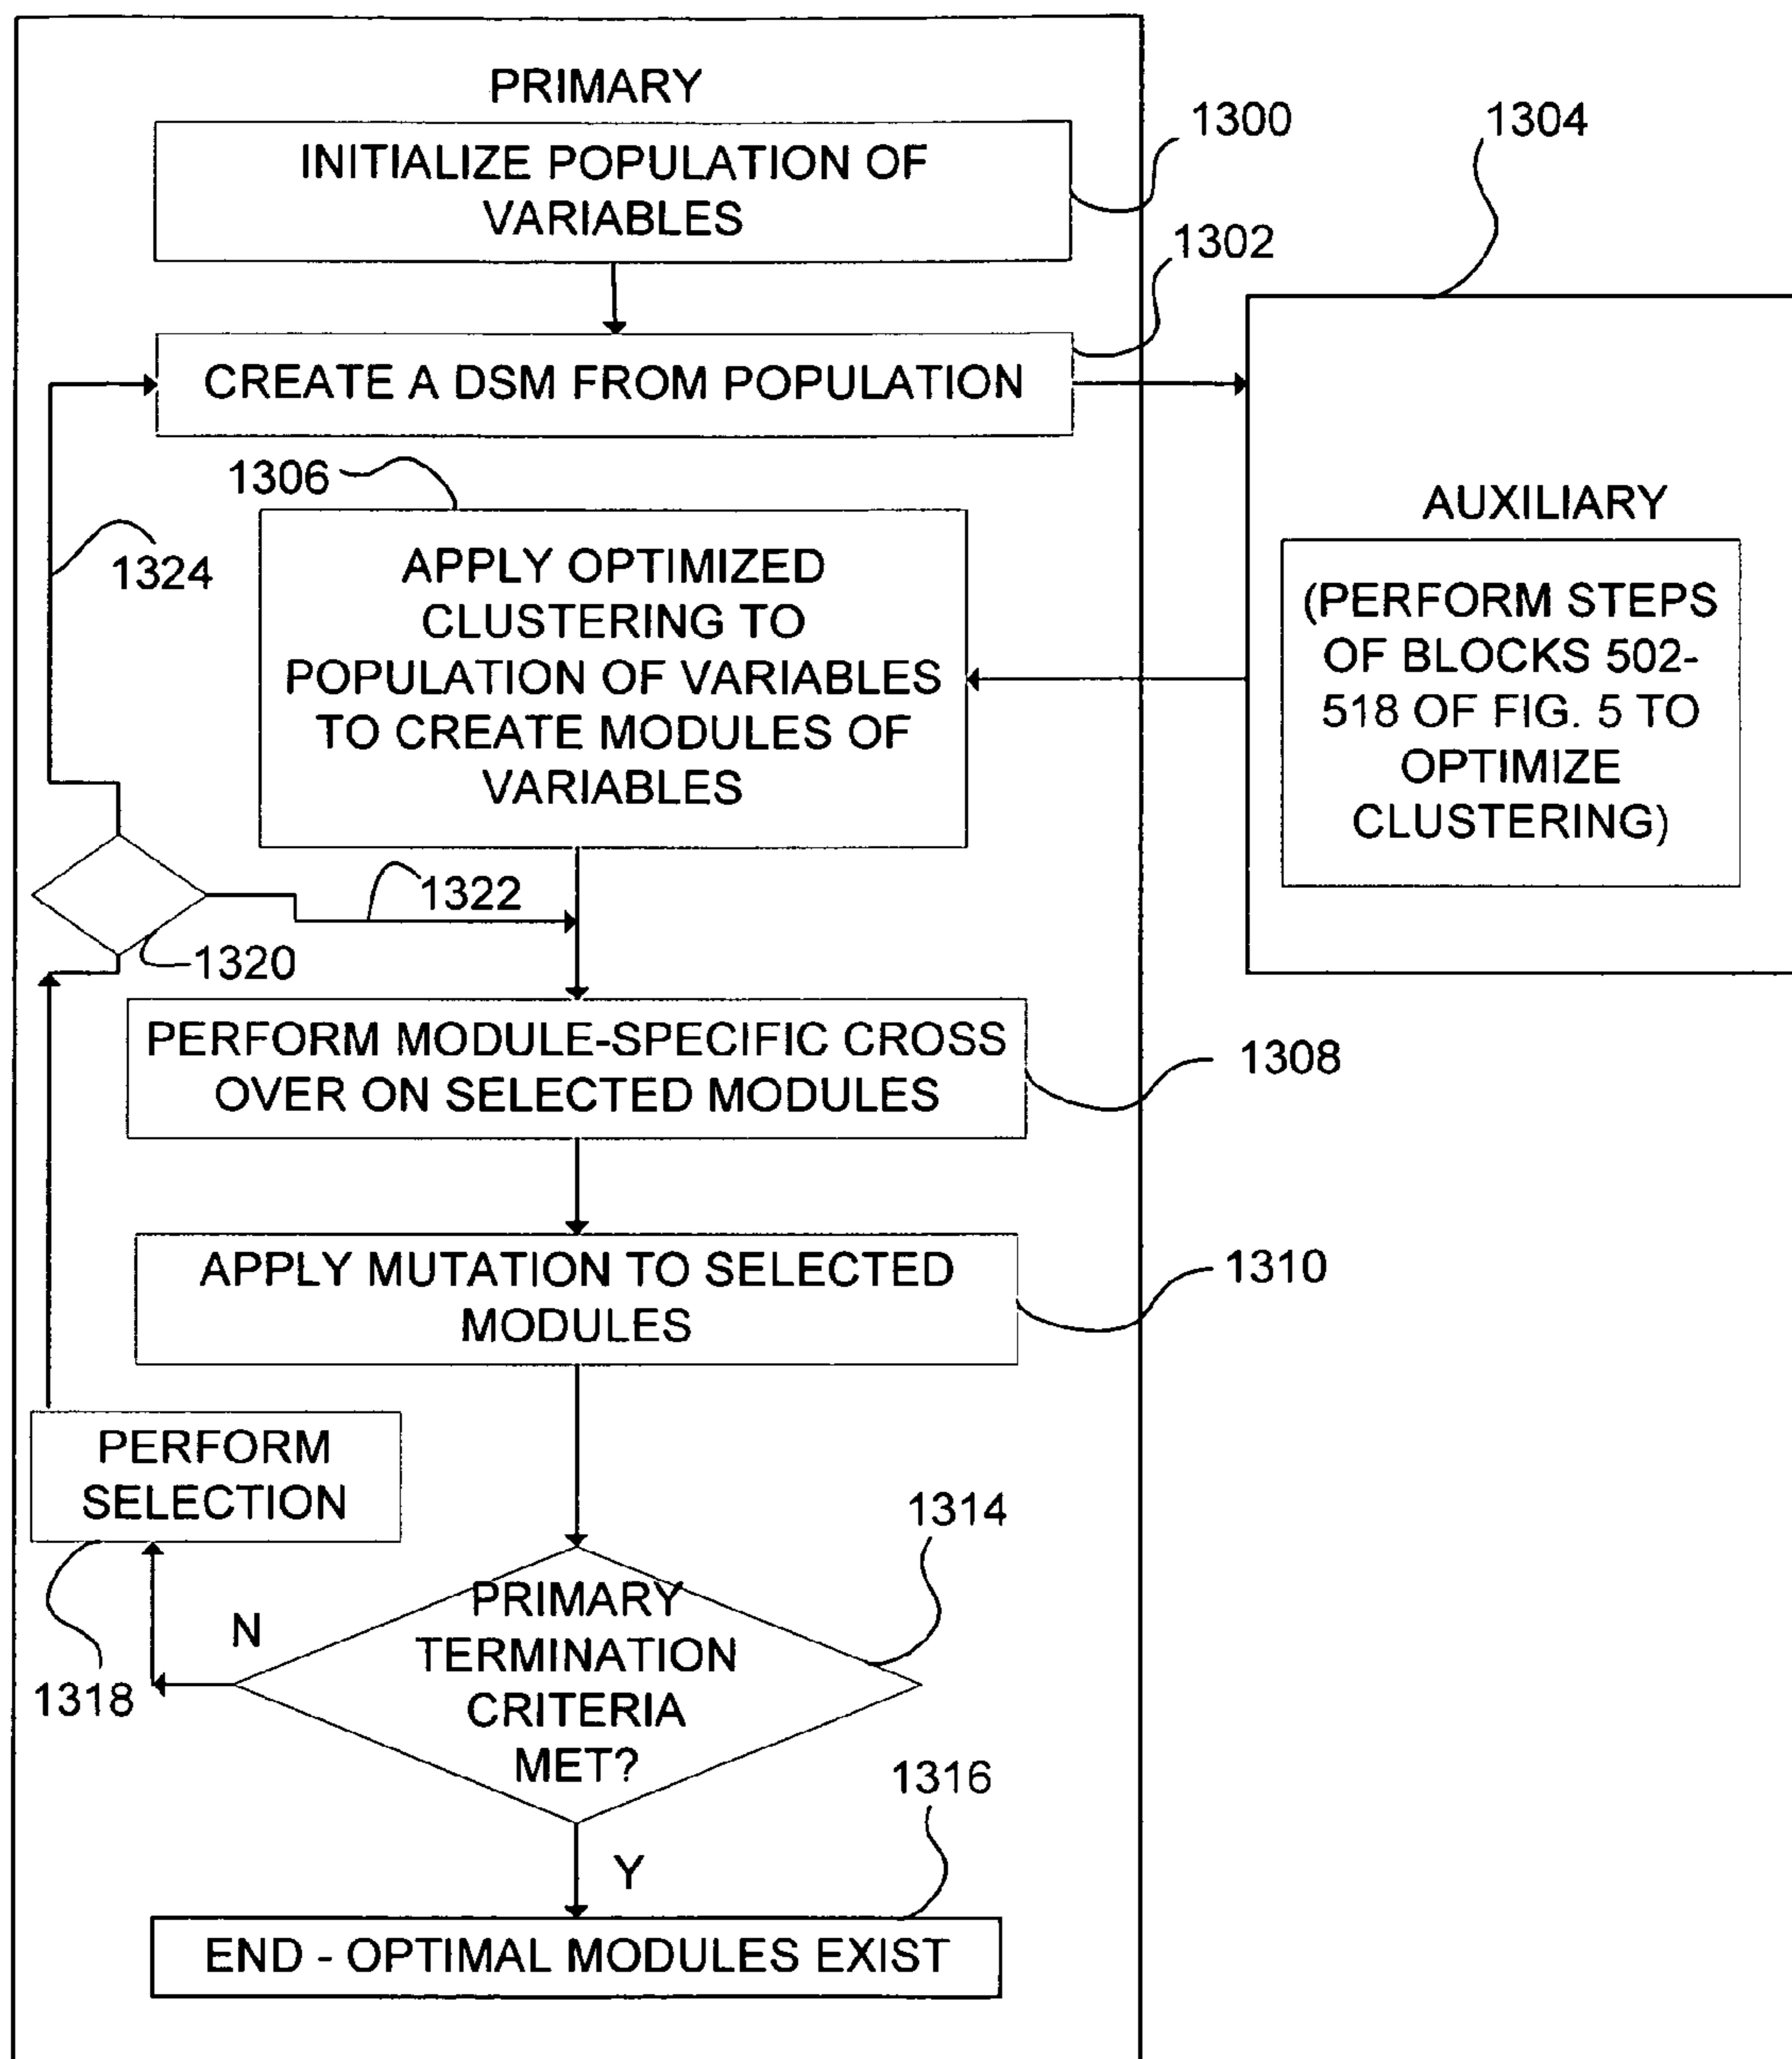 PRIMARY
1300
1304
INITIALIZE POPULATION OF
VARIABLES
1302
CREATE A DSM FROM POPULATION
1306
AUXILIARY
1324
APPLY OPTIMIZED
CLUSTERING TO
POPULATION OF VARIABLES
TO CREATE MODULES OF
VARIABLES
(PERFORM STEPS
OF BLOCKS 502-
518 OF FIG. 5 TO
OPTIMIZE
CLUSTERING)
1322
1320
PERFORM MODULE-SPECIFIC CROSS
OVER ON SELECTED MODULES
1308
APPLY MUTATION TO SELECTED
MODULES
1310
PERFORM
SELECTION
1314
N
PRIMARY
TERMINATION
CRITERIA
MET?
1318
1316
Y
END - OPTIMAL MODULES EXIST